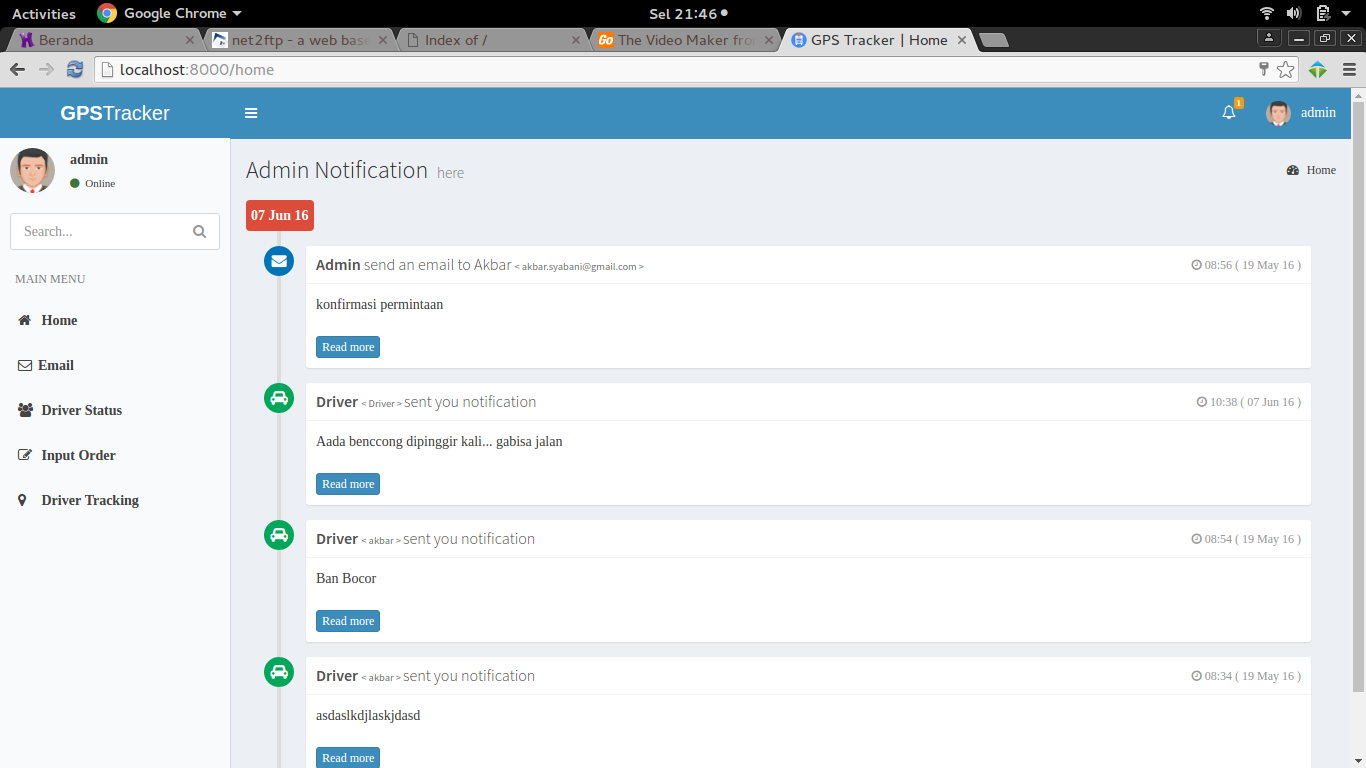 Activities Google Chrome Sel 21:46
Beranda net2ftp - a web base Index of / Go The Video Maker fro GPS Tracker | Home
localhost:8000/home
GPSTracker 1 admin
admin
Online
Search...
MAIN MENU
Home
Email
Driver Status
Input Order
Driver Tracking
Admin Notification here Home
07 Jun 16
Admin send an email to Akbar < akbar.syabani@gmail.com > 08:56 ( 19 May 16 )
konfirmasi permintaan
Read more
Driver < Driver > sent you notification 10:38 ( 07 Jun 16 )
Aada benccong dipinggir kali... gabisa jalan
Read more
Driver < akbar > sent you notification 08:54 ( 19 May 16 )
Ban Bocor
Read more
Driver < akbar > sent you notification 08:34 ( 19 May 16 )
asdaslkdjlaskjdasd
Read more